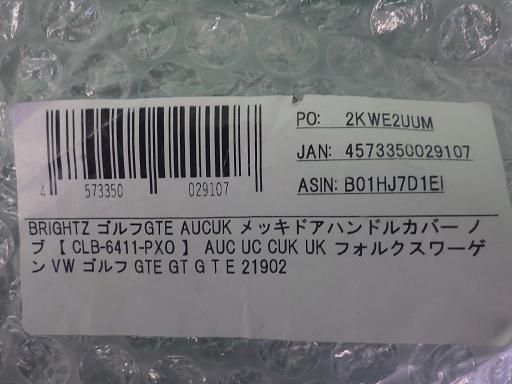 PO: 2KWE2UUM
JAN: 4573350029107
ASIN: B01HJ7D1EI
4 573350 029107
BRIGHTZ ゴルフGTE AUCUK メッキドアハンドルカバー ノ
ブ 【 CLB-6411-PXO 】 AUC UC CUK UK フォルクスワーゲ
ン VW ゴルフ GTE GT G T E 21902